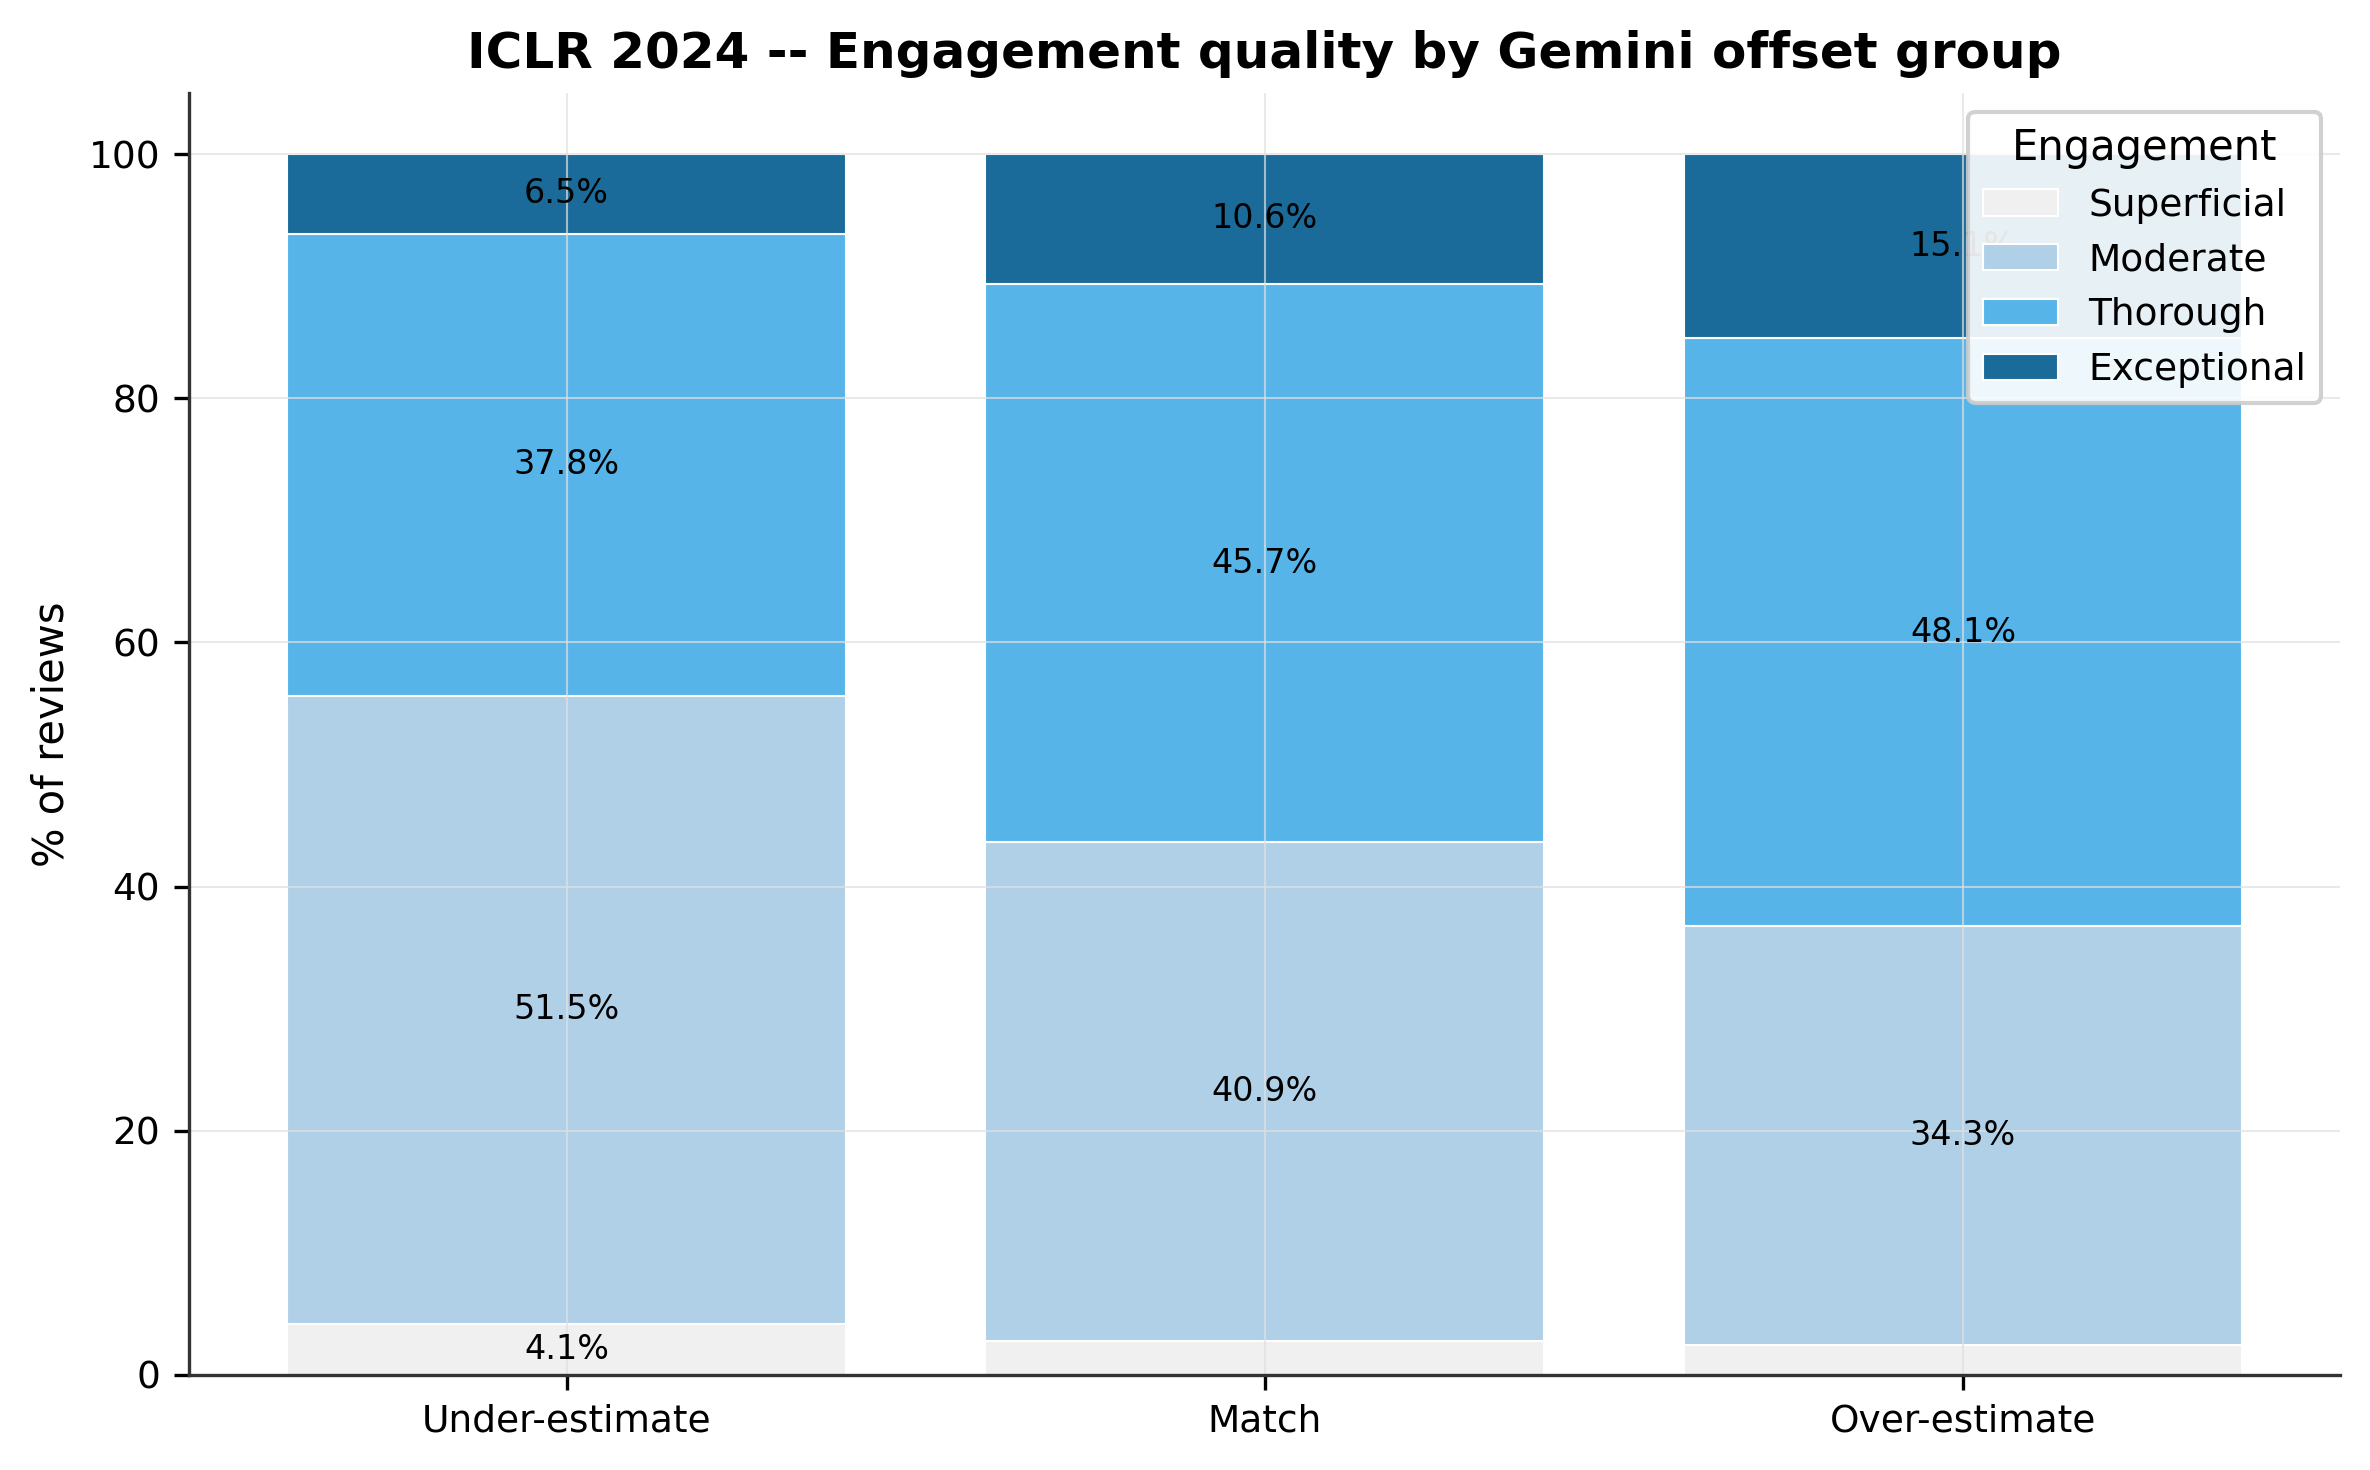 ICLR 2024 -- Engagement quality by Gemini offset group
% of reviews
100
80
60
40
20
0
6.5%
37.8%
51.5%
4.1%
10.6%
45.7%
40.9%
15.1%
48.1%
34.3%
Engagement
Superficial
Moderate
Thorough
Exceptional
Under-estimate
Match
Over-estimate